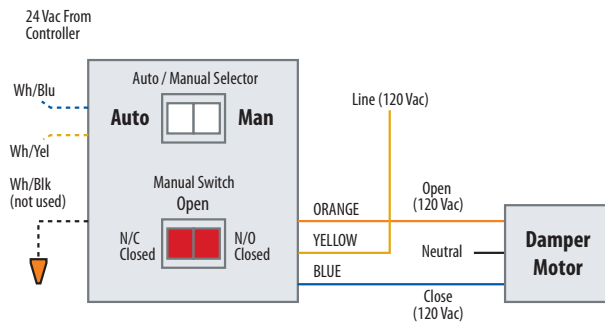 24 Vac From
Controller
Wh/Blu
Wh/Yel
Wh/Blk
(not used)
Auto / Manual Selector
Auto
Man
Manual Switch
Open
N/C
Closed
N/O
Closed
Line (120 Vac)
ORANGE
YELLOW
BLUE
Open
(120 Vac)
Neutral
Close
(120 Vac)
Damper
Motor